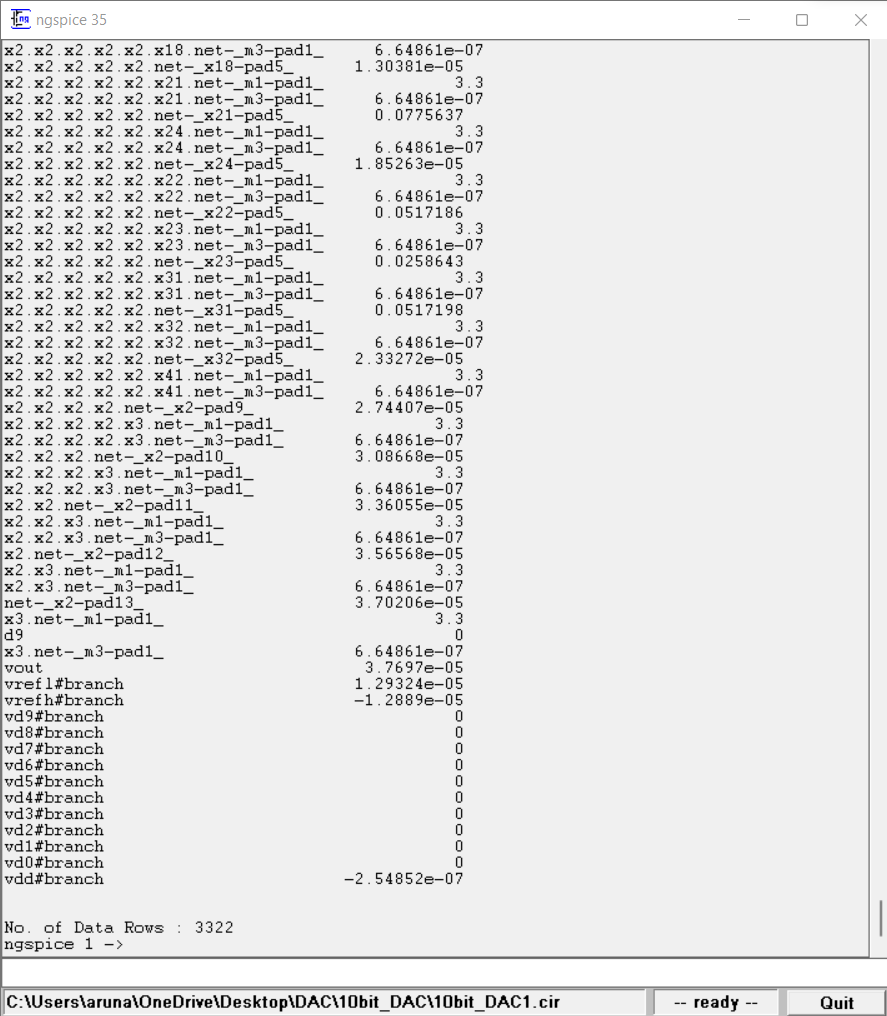 ngspice 35
x2.x2.x2.x2.x2.x18.net-_m3-pad1_ 6.64861e-07
x2.x2.x2.x2.x2.net-_x18-pad5_ 1.30381e-05
x2.x2.x2.x2.x2.x21.net-_m1-pad1_ 3.3
x2.x2.x2.x2.x2.x21.net-_m3-pad1_ 6.64861e-07
x2.x2.x2.x2.x2.net-_x21-pad5_ 0.0775637
x2.x2.x2.x2.x2.x24.net-_m1-pad1_ 3.3
x2.x2.x2.x2.x2.x24.net-_m3-pad1_ 6.64861e-07
x2.x2.x2.x2.x2.net-_x24-pad5_ 1.85263e-05
x2.x2.x2.x2.x2.x22.net-_m1-pad1_ 3.3
x2.x2.x2.x2.x2.x22.net-_m3-pad1_ 6.64861e-07
x2.x2.x2.x2.x2.net-_x22-pad5_ 0.0517186
x2.x2.x2.x2.x2.x23.net-_m1-pad1_ 3.3
x2.x2.x2.x2.x2.x23.net-_m3-pad1_ 6.64861e-07
x2.x2.x2.x2.x2.net-_x23-pad5_ 0.0258643
x2.x2.x2.x2.x2.x31.net-_m1-pad1_ 3.3
x2.x2.x2.x2.x2.x31.net-_m3-pad1_ 6.64861e-07
x2.x2.x2.x2.x2.net-_x31-pad5_ 0.0517198
x2.x2.x2.x2.x2.x32.net-_m1-pad1_ 3.3
x2.x2.x2.x2.x2.x32.net-_m3-pad1_ 6.64861e-07
x2.x2.x2.x2.x2.net-_x32-pad5_ 2.33272e-05
x2.x2.x2.x2.x2.x41.net-_m1-pad1_ 3.3
x2.x2.x2.x2.x2.x41.net-_m3-pad1_ 6.64861e-07
x2.x2.x2.x2.net-_x2-pad9_ 2.74407e-05
x2.x2.x2.x2.x3.net-_m1-pad1_ 3.3
x2.x2.x2.x2.x3.net-_m3-pad1_ 6.64861e-07
x2.x2.x2.net-_x2-pad10_ 3.08668e-05
x2.x2.x2.x3.net-_m1-pad1_ 3.3
x2.x2.x2.x3.net-_m3-pad1_ 6.64861e-07
x2.x2.net-_x2-pad11_ 3.36055e-05
x2.x2.x3.net-_m1-pad1_ 3.3
x2.x2.x3.net-_m3-pad1_ 6.64861e-07
x2.net-_x2-pad12_ 3.56568e-05
x2.x3.net-_m1-pad1_ 3.3
x2.x3.net-_m3-pad1_ 6.64861e-07
net-_x2-pad13_ 3.70206e-05
x3.net-_m1-pad1_ 3.3
d9 0
x3.net-_m3-pad1_ 6.64861e-07
vout 3.7697e-05
vrefl#branch 1.29324e-05
vrefh#branch -1.2889e-05
vd9#branch 0
vd8#branch 0
vd7#branch 0
vd6#branch 0
vd5#branch 0
vd4#branch 0
vd3#branch 0
vd2#branch 0
vd1#branch 0
vd0#branch 0
vdd#branch -2.54852e-07
No. of Data Rows : 3322
ngspice 1 ->
C:\Users\aruna\OneDrive\Desktop\DAC\10bit_DAC\10bit_DAC1.cir -- ready -- Quit